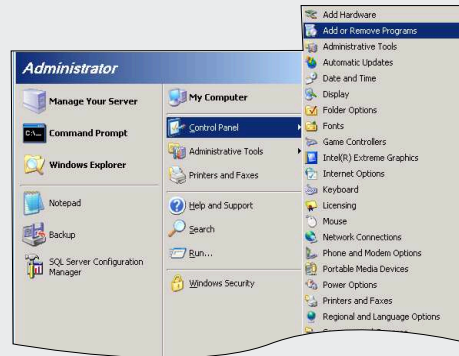 Administrator
Manage Your Server
C:\...
Command Prompt
Windows Explorer
Notepad
Backup
SQL Server Configuration
Manager
My Computer
Control Panel
Administrative Tools
Printers and Faxes
Help and Support
Search
Run...
Windows Security
Add Hardware
Add or Remove Programs
Administrative Tools
Automatic Updates
Date and Time
Display
Folder Options
Fonts
Game Controllers
Intel(R) Extreme Graphics
Internet Options
Keyboard
Licensing
Mouse
Network Connections
Phone and Modem Options
Portable Media Devices
Power Options
Printers and Faxes
Regional and Language Options